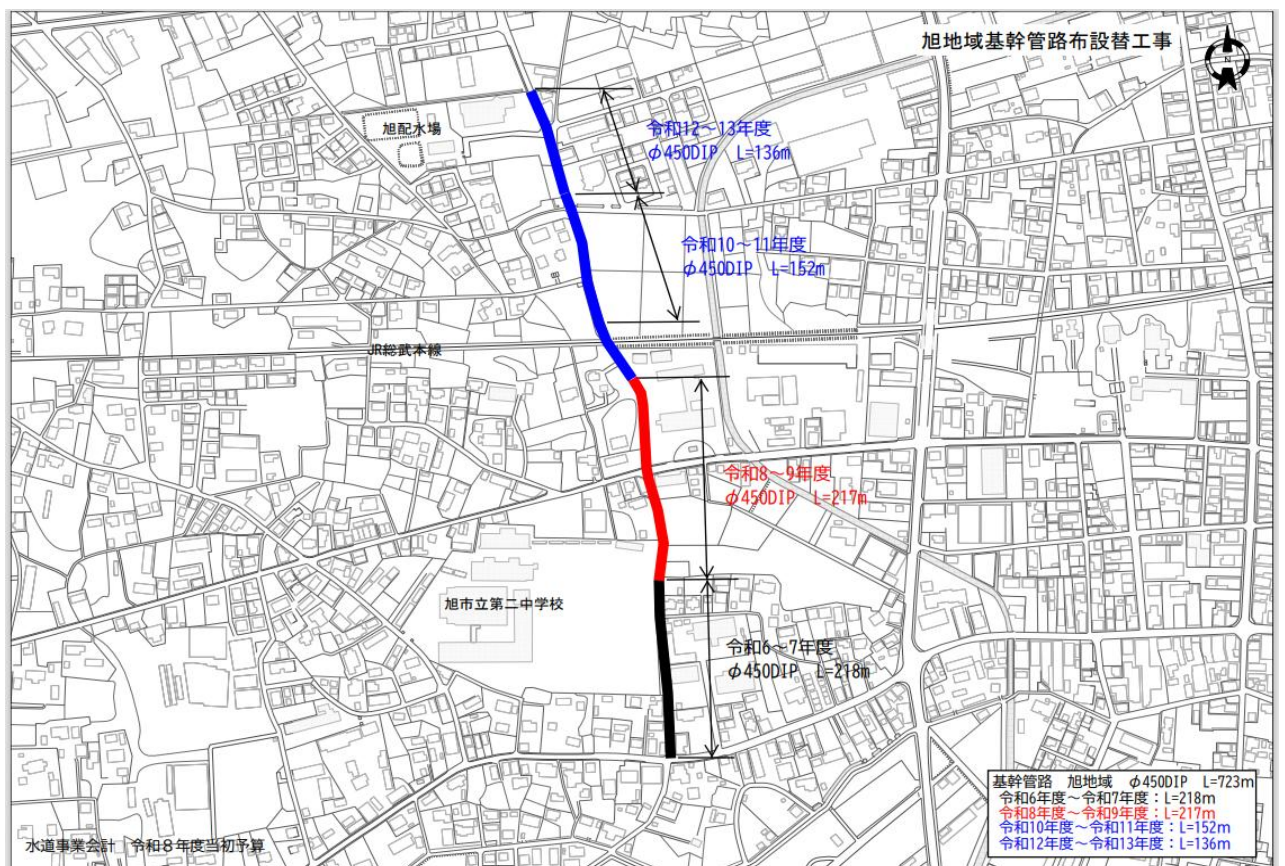 旭地域基幹管路布設替工事
N
旭配水場
令和12～13年度
φ450DIP L=136m
令和10～11年度
φ450DIP L=152m
JR総武本線
令和8～9年度
φ450DIP L=217m
旭市立第二中学校
令和6～7年度
φ450DIP L=218m
基幹管路 旭地域 φ450DIP L=723m
令和6年度～令和7年度：L=218m
令和8年度～令和9年度：L=217m
令和10年度～令和11年度：L=152m
令和12年度～令和13年度：L=136m
水道事業会計 令和８年度当初予算